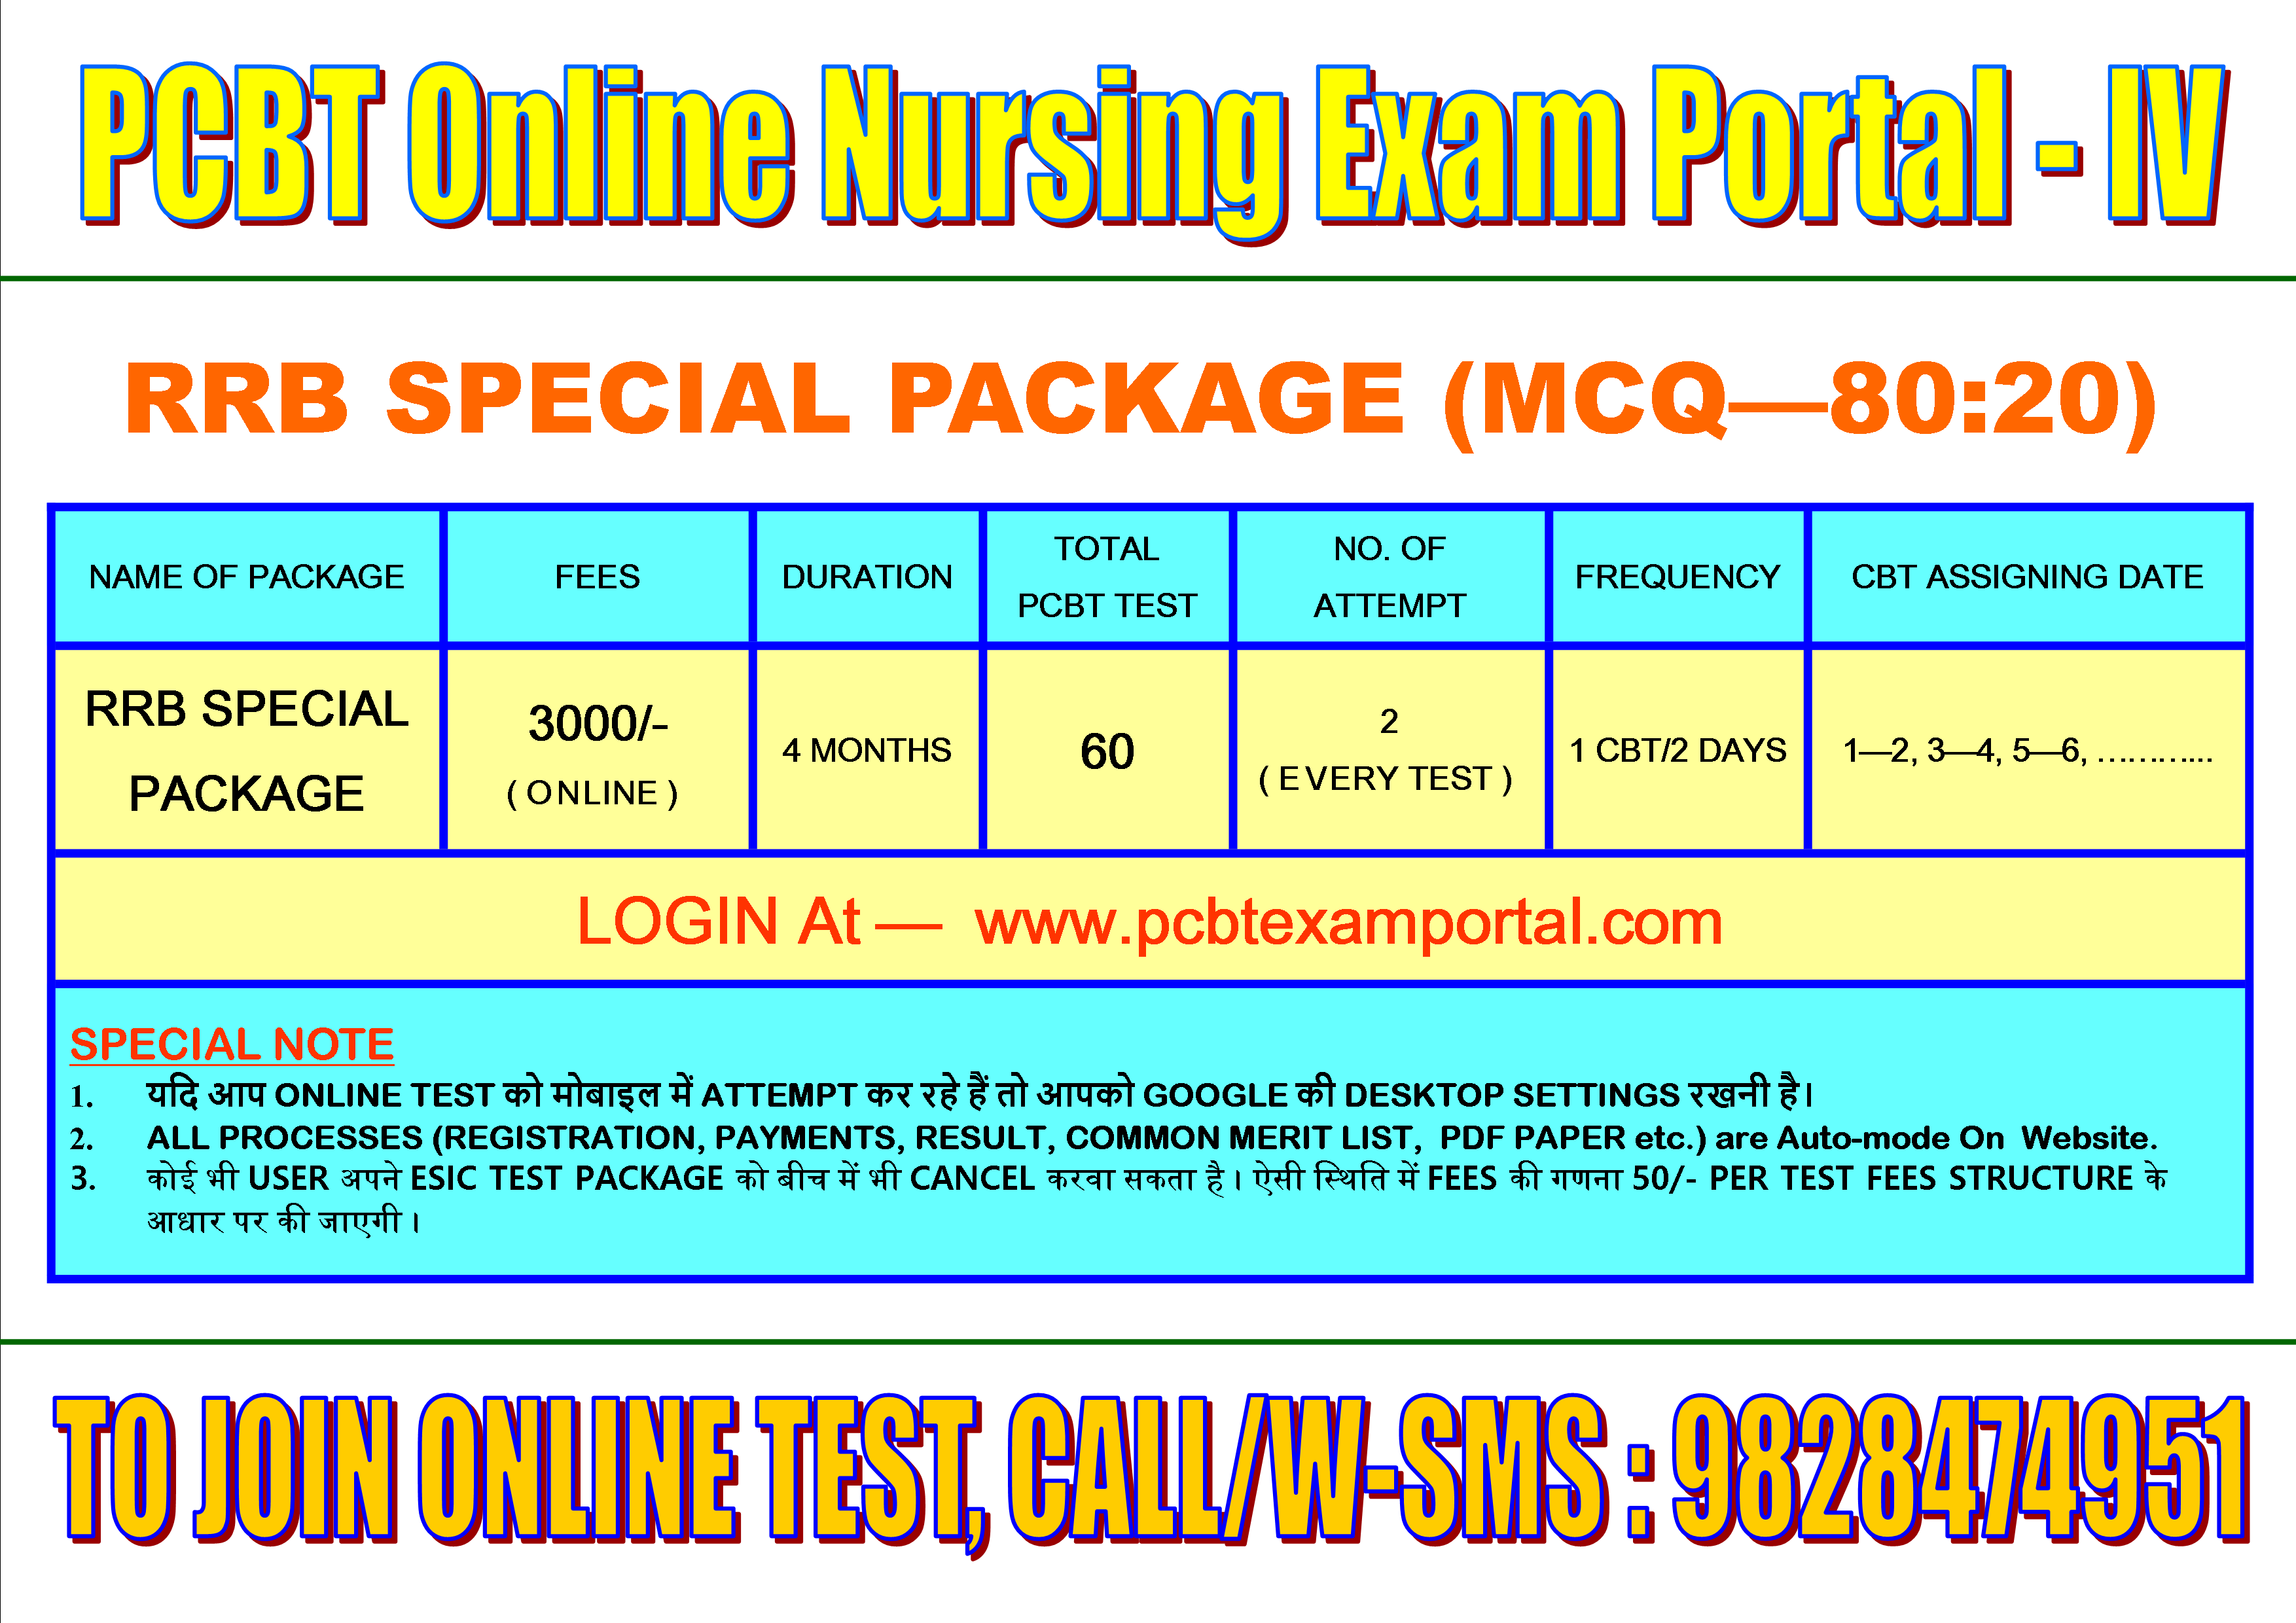 PCBT Online Nursing Exam Portal - IV
RRB SPECIAL PACKAGE (MCQ—80:20)
NAME OF PACKAGE
FEES
DURATION
TOTAL
PCBT TEST
NO. OF
ATTEMPT
FREQUENCY
CBT ASSIGNING DATE
RRB SPECIAL
PACKAGE
3000/-
( ONLINE )
4 MONTHS
60
2
( EVERY TEST )
1 CBT/2 DAYS
1—2, 3—4, 5—6, ………...
LOGIN At — www.pcbtexamportal.com
SPECIAL NOTE
1. यदि आप ONLINE TEST को मोबाइल में ATTEMPT कर रहे हैं तो आपको GOOGLE की DESKTOP SETTINGS रखनी है।
2. ALL PROCESSES (REGISTRATION, PAYMENTS, RESULT, COMMON MERIT LIST, PDF PAPER etc.) are Auto-mode On Website.
3. कोई भी USER अपने ESIC TEST PACKAGE को बीच में भी CANCEL करवा सकता है। ऐसी स्थिति में FEES की गणना 50/- PER TEST FEES STRUCTURE के
आधार पर की जाएगी।
TO JOIN ONLINE TEST, CALL/W-SMS : 9828474951